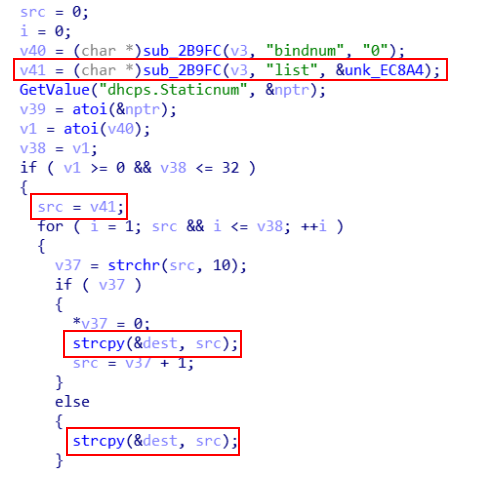 src = 0;
i = 0;
v40 = (char *)sub_2B9FC(v3, "bindnum", "0");
v41 = (char *)sub_2B9FC(v3, "list", &unk_EC8A4);
GetValue("dhcps.Staticnum", &nptr);
v39 = atoi(&nptr);
v1 = atoi(v40);
v38 = v1;
if ( v1 >= 0 && v38 <= 32 )
{
src = v41;
for ( i = 1; src && i <= v38; ++i )
{
v37 = strchr(src, 10);
if ( v37 )
{
*v37 = 0;
strcpy(&dest, src);
src = v37 + 1;
}
else
{
strcpy(&dest, src);
}